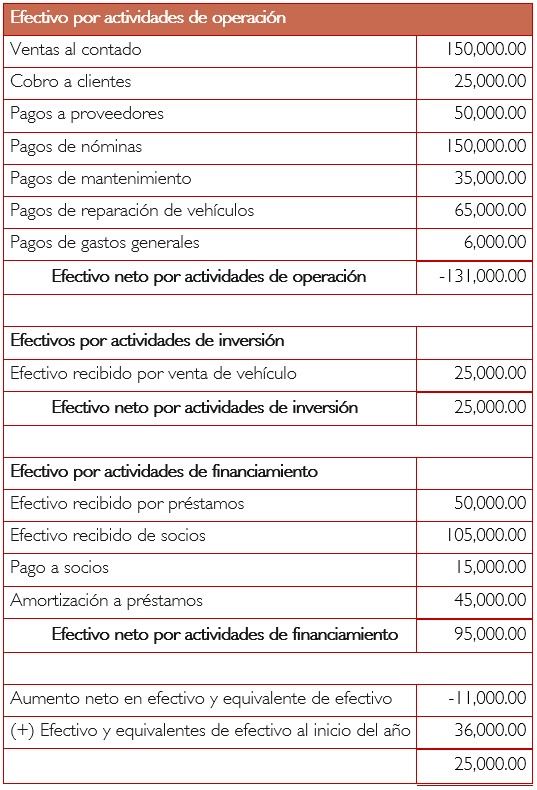 Efectivo por actividades de operación
Ventas al contado 150,000.00
Cobro a clientes 25,000.00
Pagos a proveedores 50,000.00
Pagos de nóminas 150,000.00
Pagos de mantenimiento 35,000.00
Pagos de reparación de vehículos 65,000.00
Pagos de gastos generales 6,000.00
Efectivo neto por actividades de operación -131,000.00
Efectivos por actividades de inversión
Efectivo recibido por venta de vehículo 25,000.00
Efectivo neto por actividades de inversión 25,000.00
Efectivo por actividades de financiamiento
Efectivo recibido por préstamos 50,000.00
Efectivo recibido de socios 105,000.00
Pago a socios 15,000.00
Amortización a préstamos 45,000.00
Efectivo neto por actividades de financiamiento 95,000.00
Aumento neto en efectivo y equivalente de efectivo -11,000.00
(+) Efectivo y equivalentes de efectivo al inicio del año 36,000.00
25,000.00